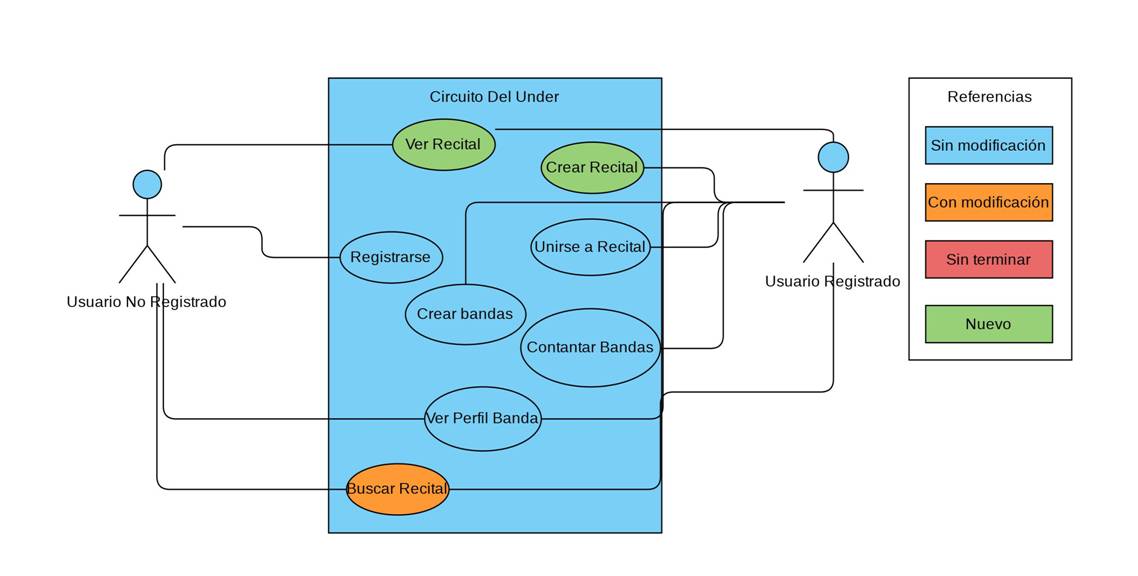 Circuito Del Under
Referencias
Ver Recital
Sin modificación
Crear Recital
Con modificación
Unirse a Recital
Registrarse
Sin terminar
Usuario Registrado
Usuario No Registrado
Crear bandas
Nuevo
Contantar Bandas
Ver Perfil Banda
Buscar Recital